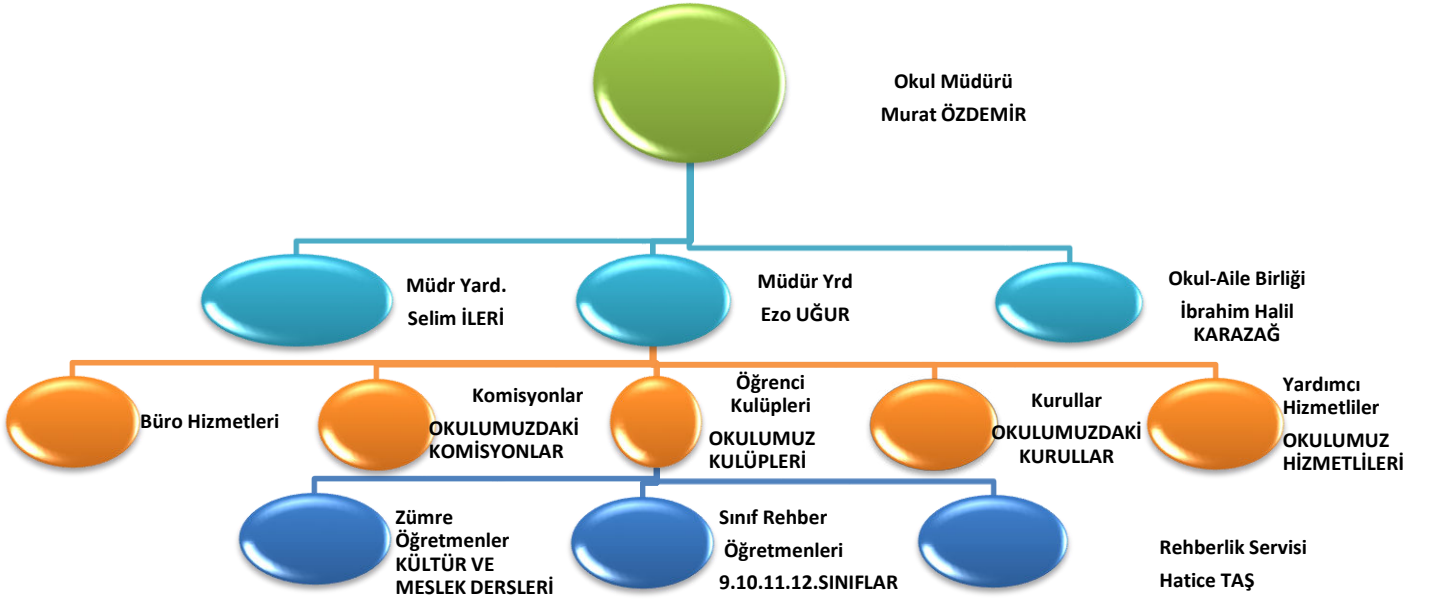 Okul Müdürü
Murat ÖZDEMİR
Müdr Yard.
Selim İLERİ
Müdür Yrd
Ezo UĞUR
Okul-Aile Birliği
İbrahim Halil
KARAZAĞ
Büro Hizmetleri
Komisyonlar
OKULUMUZDAKİ
KOMİSYONLAR
Öğrenci
Kulüpleri
OKULUMUZ
KULÜPLERİ
Kurullar
OKULUMUZDAKİ
KURULLAR
Yardımcı
Hizmetliler
OKULUMUZ
HİZMETLİLERİ
Zümre
Öğretmenler
KÜLTÜR VE
MESLEK DERSLERİ
Sınıf Rehber
Öğretmenleri
9.10.11.12.SINIFLAR
Rehberlik Servisi
Hatice TAŞ